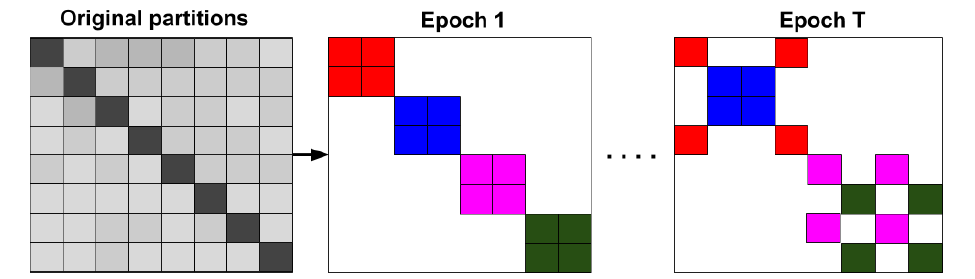 Original partitions
Epoch 1
Epoch T
. . . .